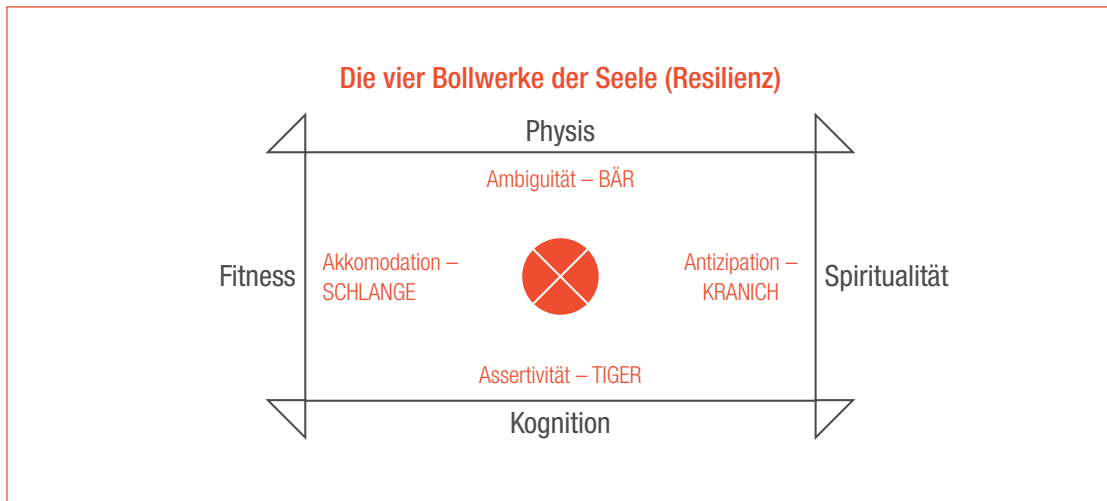 Die vier Bollwerke der Seele (Resilienz)
Physis
Ambiguität – BÄR
Fitness
Akkomodation –
SCHLANGE
Antizipation –
KRANICH
Spiritualität
Assertivität – TIGER
Kognition